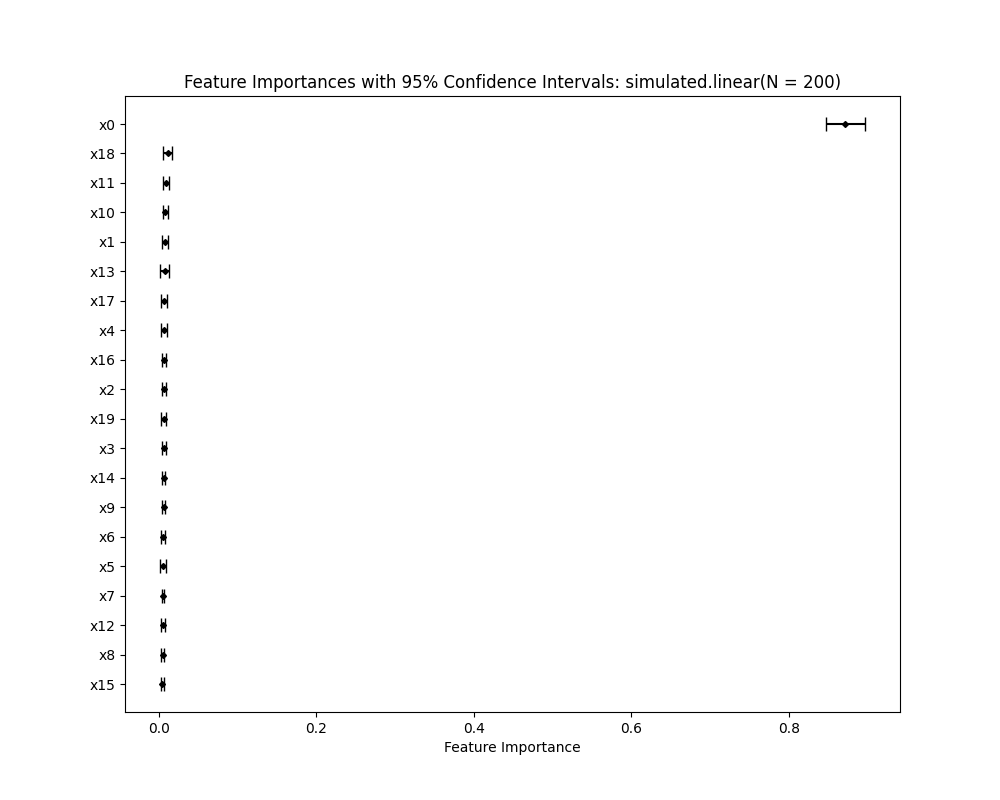 Feature Importances with 95% Confidence Intervals: simulated.linear(N = 200)
x0
x18
x11
x10
x1
x13
x17
x4
x16
x2
x19
x3
x14
x9
x6
x5
x7
x12
x8
x15
0.0 0.2 0.4 0.6 0.8
Feature Importance